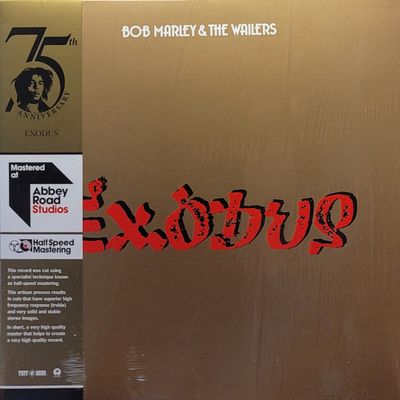 BOB MARLEY & THE WAILERS
75th
ANNIVERSARY
EXODUS
Mastered
at
Abbey
Road
Studios
Half Speed
Mastering
This record was cut using
a specialist technique known
as half-speed mastering.
This artisan process results
in cuts that have superior high
frequency response (treble)
and very solid and stable
stereo images.
In short, a very high quality
master that helps to create
a very high quality record.
EXODUS
TUFF GONG